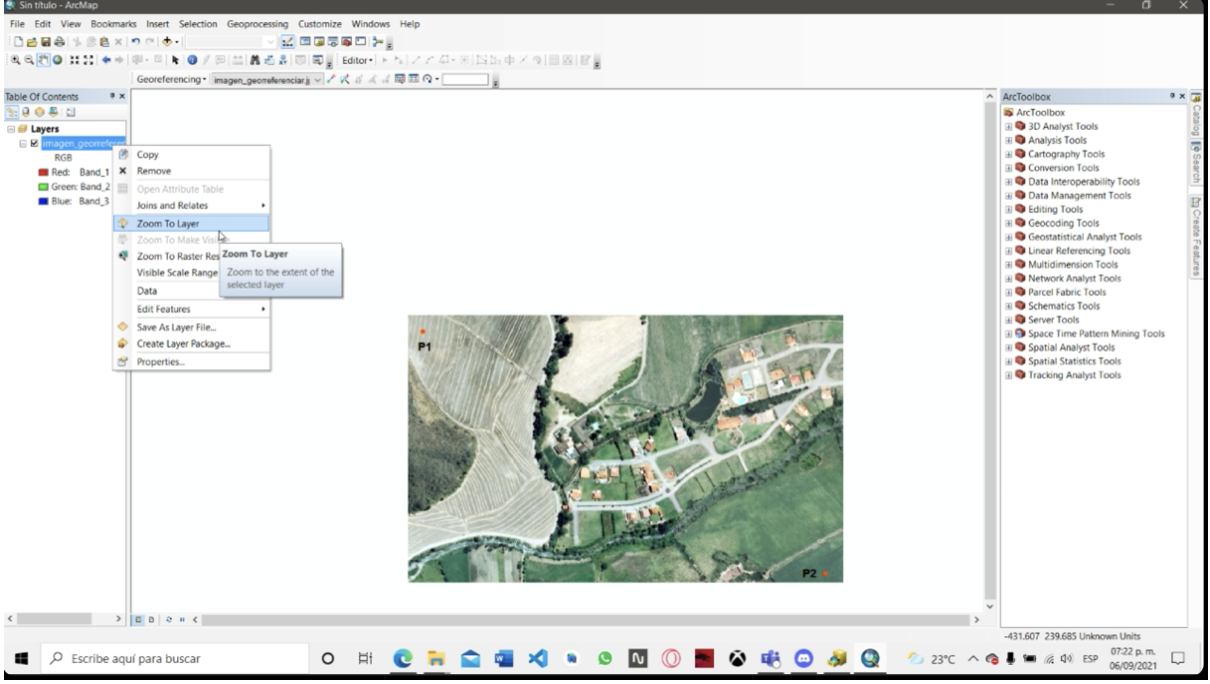 Sin título - ArcMap
File Edit View Bookmarks Insert Selection Geoprocessing Customize Windows Help
Editor
Georeferencing imagen_georreferenciar.j
Table Of Contents
Layers
imagen_georreferen
RGB
Red: Band_1
Green: Band_2
Blue: Band_3
Copy
Remove
Open Attribute Table
Joins and Relates
Zoom To Layer
Zoom To Make Visi
Zoom To Raster Res
Visible Scale Range
Data
Edit Features
Save As Layer File...
Create Layer Package...
Properties...
Zoom To Layer
Zoom to the extent of the
selected layer
P1
P2
ArcToolbox
ArcToolbox
3D Analyst Tools
Analysis Tools
Cartography Tools
Conversion Tools
Data Interoperability Tools
Data Management Tools
Editing Tools
Geocoding Tools
Geostatistical Analyst Tools
Linear Referencing Tools
Multidimension Tools
Network Analyst Tools
Parcel Fabric Tools
Schematics Tools
Server Tools
Space Time Pattern Mining Tools
Spatial Analyst Tools
Spatial Statistics Tools
Tracking Analyst Tools
Catalog
Search
Create Features
-431.607 239.685 Unknown Units
Escribe aquí para buscar
23°C
ESP
07:22 p. m.
06/09/2021